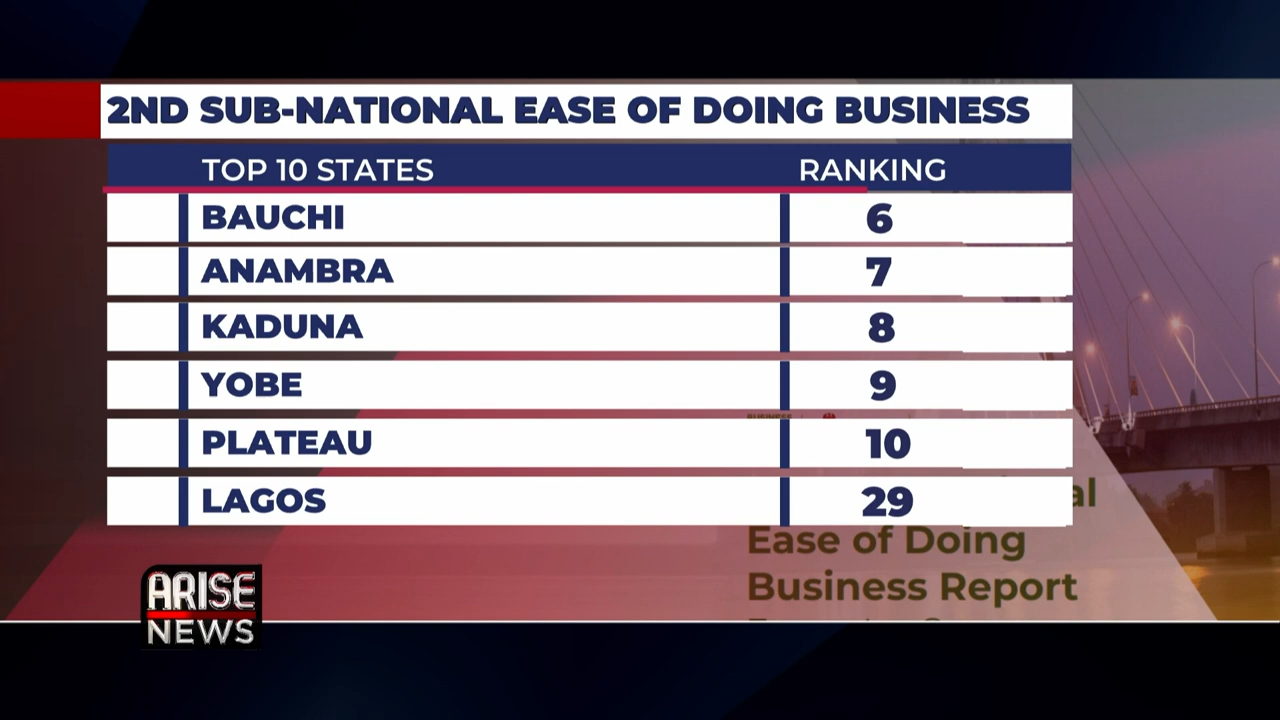 2ND SUB-NATIONAL EASE OF DOING BUSINESS
TOP 10 STATES RANKING
BAUCHI 6
ANAMBRA 7
KADUNA 8
YOBE 9
PLATEAU 10
LAGOS 29
Ease of Doing
Business Report
ARISE
NEWS